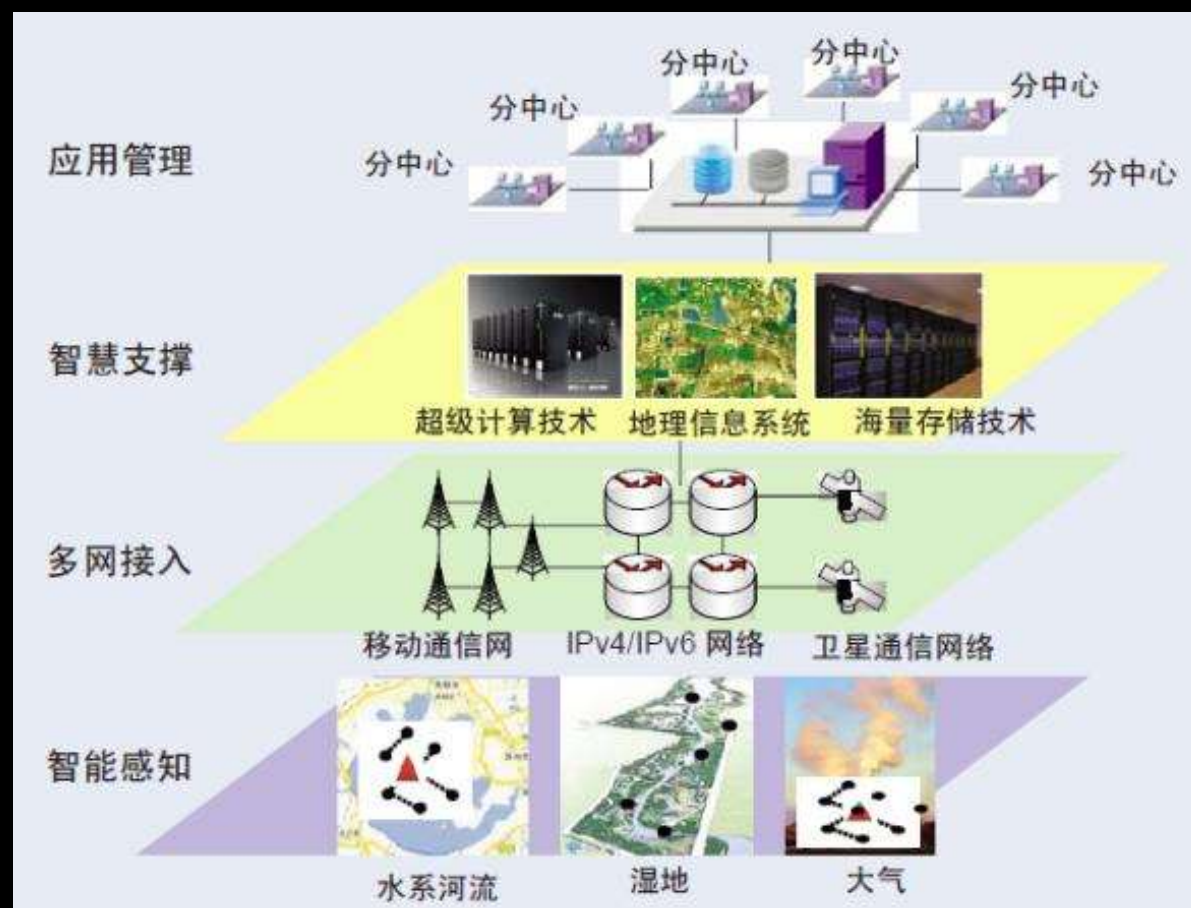 分中心
分中心
分中心
分中心
分中心
分中心
应用管理
智慧支撑
超级计算技术
地理信息系统
海量存储技术
多网接入
移动通信网
IPv4/IPv6 网络
卫星通信网络
智能感知
水系河流
湿地
大气